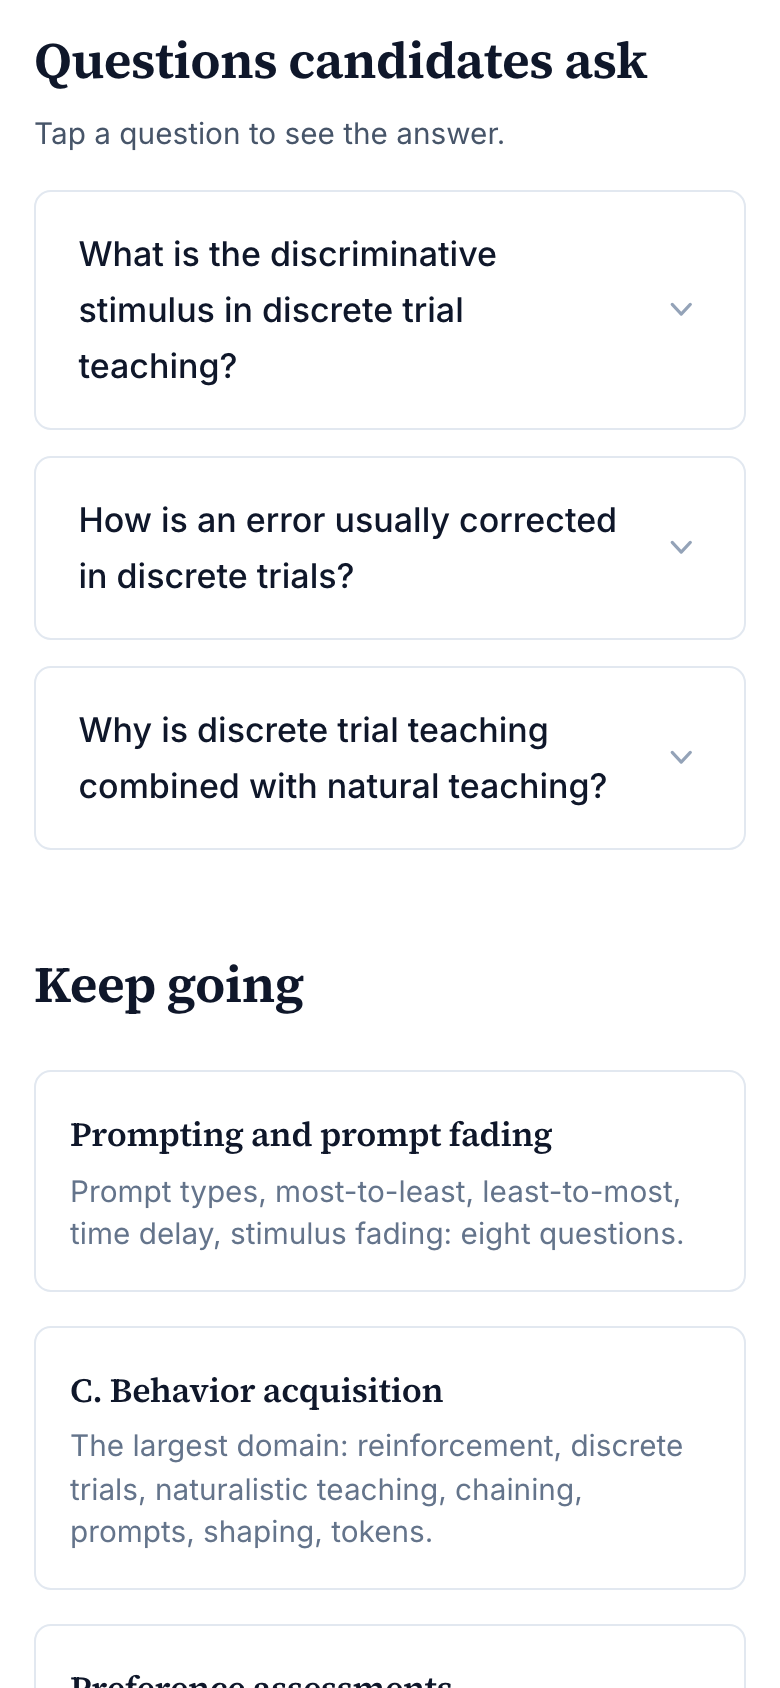 Questions candidates ask
Tap a question to see the answer.
What is the discriminative
stimulus in discrete trial
teaching?
How is an error usually corrected
in discrete trials?
Why is discrete trial teaching
combined with natural teaching?
Keep going
Prompting and prompt fading
Prompt types, most-to-least, least-to-most,
time delay, stimulus fading: eight questions.
C. Behavior acquisition
The largest domain: reinforcement, discrete
trials, naturalistic teaching, chaining,
prompts, shaping, tokens.
Preference assessments